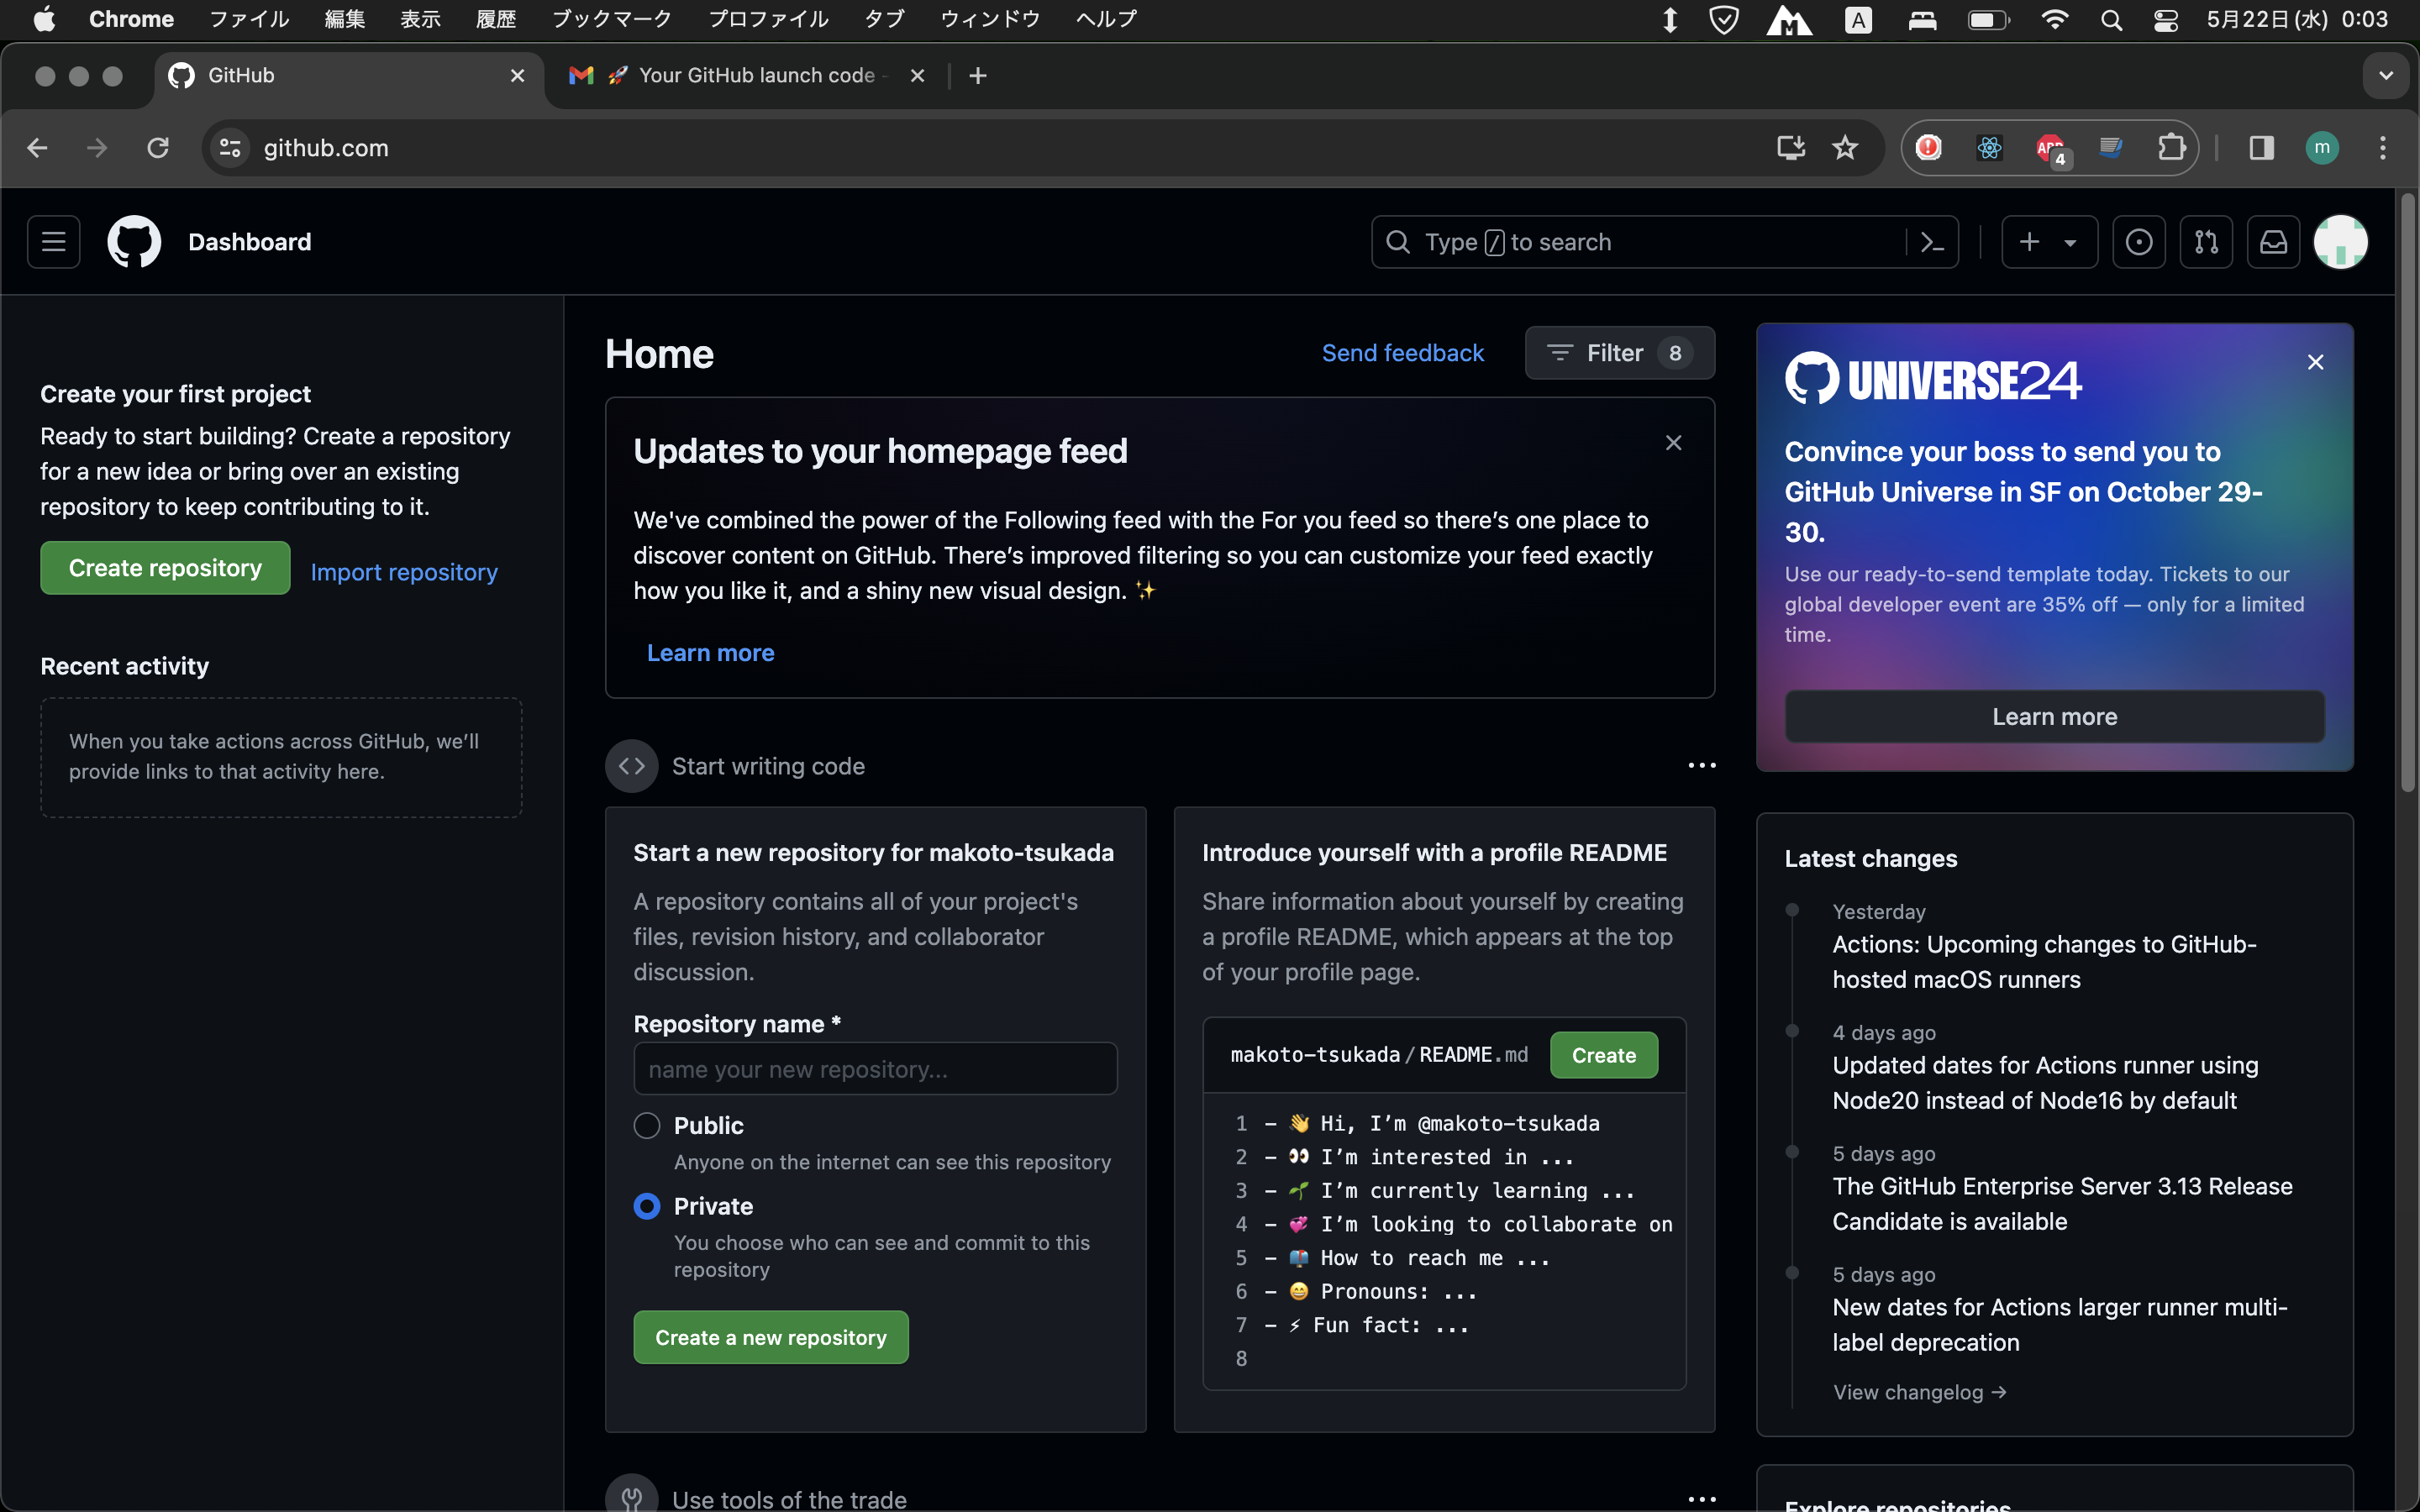 Chrome ファイル 編集 表示 履歴 ブックマーク プロファイル タブ ウィンドウ ヘルプ
A
5月22日(水) 0:03
GitHub
🚀 Your GitHub launch code -
github.com
ABP
4
m
Dashboard
Type / to search
Create your first project
Ready to start building? Create a repository
for a new idea or bring over an existing
repository to keep contributing to it.
Create repository
Import repository
Recent activity
When you take actions across GitHub, we’ll
provide links to that activity here.
Home
Send feedback
Filter 8
Updates to your homepage feed
We've combined the power of the Following feed with the For you feed so there’s one place to
discover content on GitHub. There’s improved filtering so you can customize your feed exactly
how you like it, and a shiny new visual design. ✨
Learn more
Start writing code
Start a new repository for makoto-tsukada
A repository contains all of your project's
files, revision history, and collaborator
discussion.
Repository name *
name your new repository...
Public
Anyone on the internet can see this repository
Private
You choose who can see and commit to this
repository
Create a new repository
Introduce yourself with a profile README
Share information about yourself by creating
a profile README, which appears at the top
of your profile page.
makoto-tsukada/README.md
Create
1 - 👋 Hi, I’m @makoto-tsukada
2 - 👀 I’m interested in ...
3 - 🌱 I’m currently learning ...
4 - 💞️ I’m looking to collaborate on
5 - 📫 How to reach me ...
6 - 😄 Pronouns: ...
7 - ⚡ Fun fact: ...
8
Use tools of the trade
UNIVERSE24
Convince your boss to send you to
GitHub Universe in SF on October 29-
30.
Use our ready-to-send template today. Tickets to our
global developer event are 35% off — only for a limited
time.
Learn more
Latest changes
Yesterday
Actions: Upcoming changes to GitHub-
hosted macOS runners
4 days ago
Updated dates for Actions runner using
Node20 instead of Node16 by default
5 days ago
The GitHub Enterprise Server 3.13 Release
Candidate is available
5 days ago
New dates for Actions larger runner multi-
label deprecation
View changelog →
Explore repositories